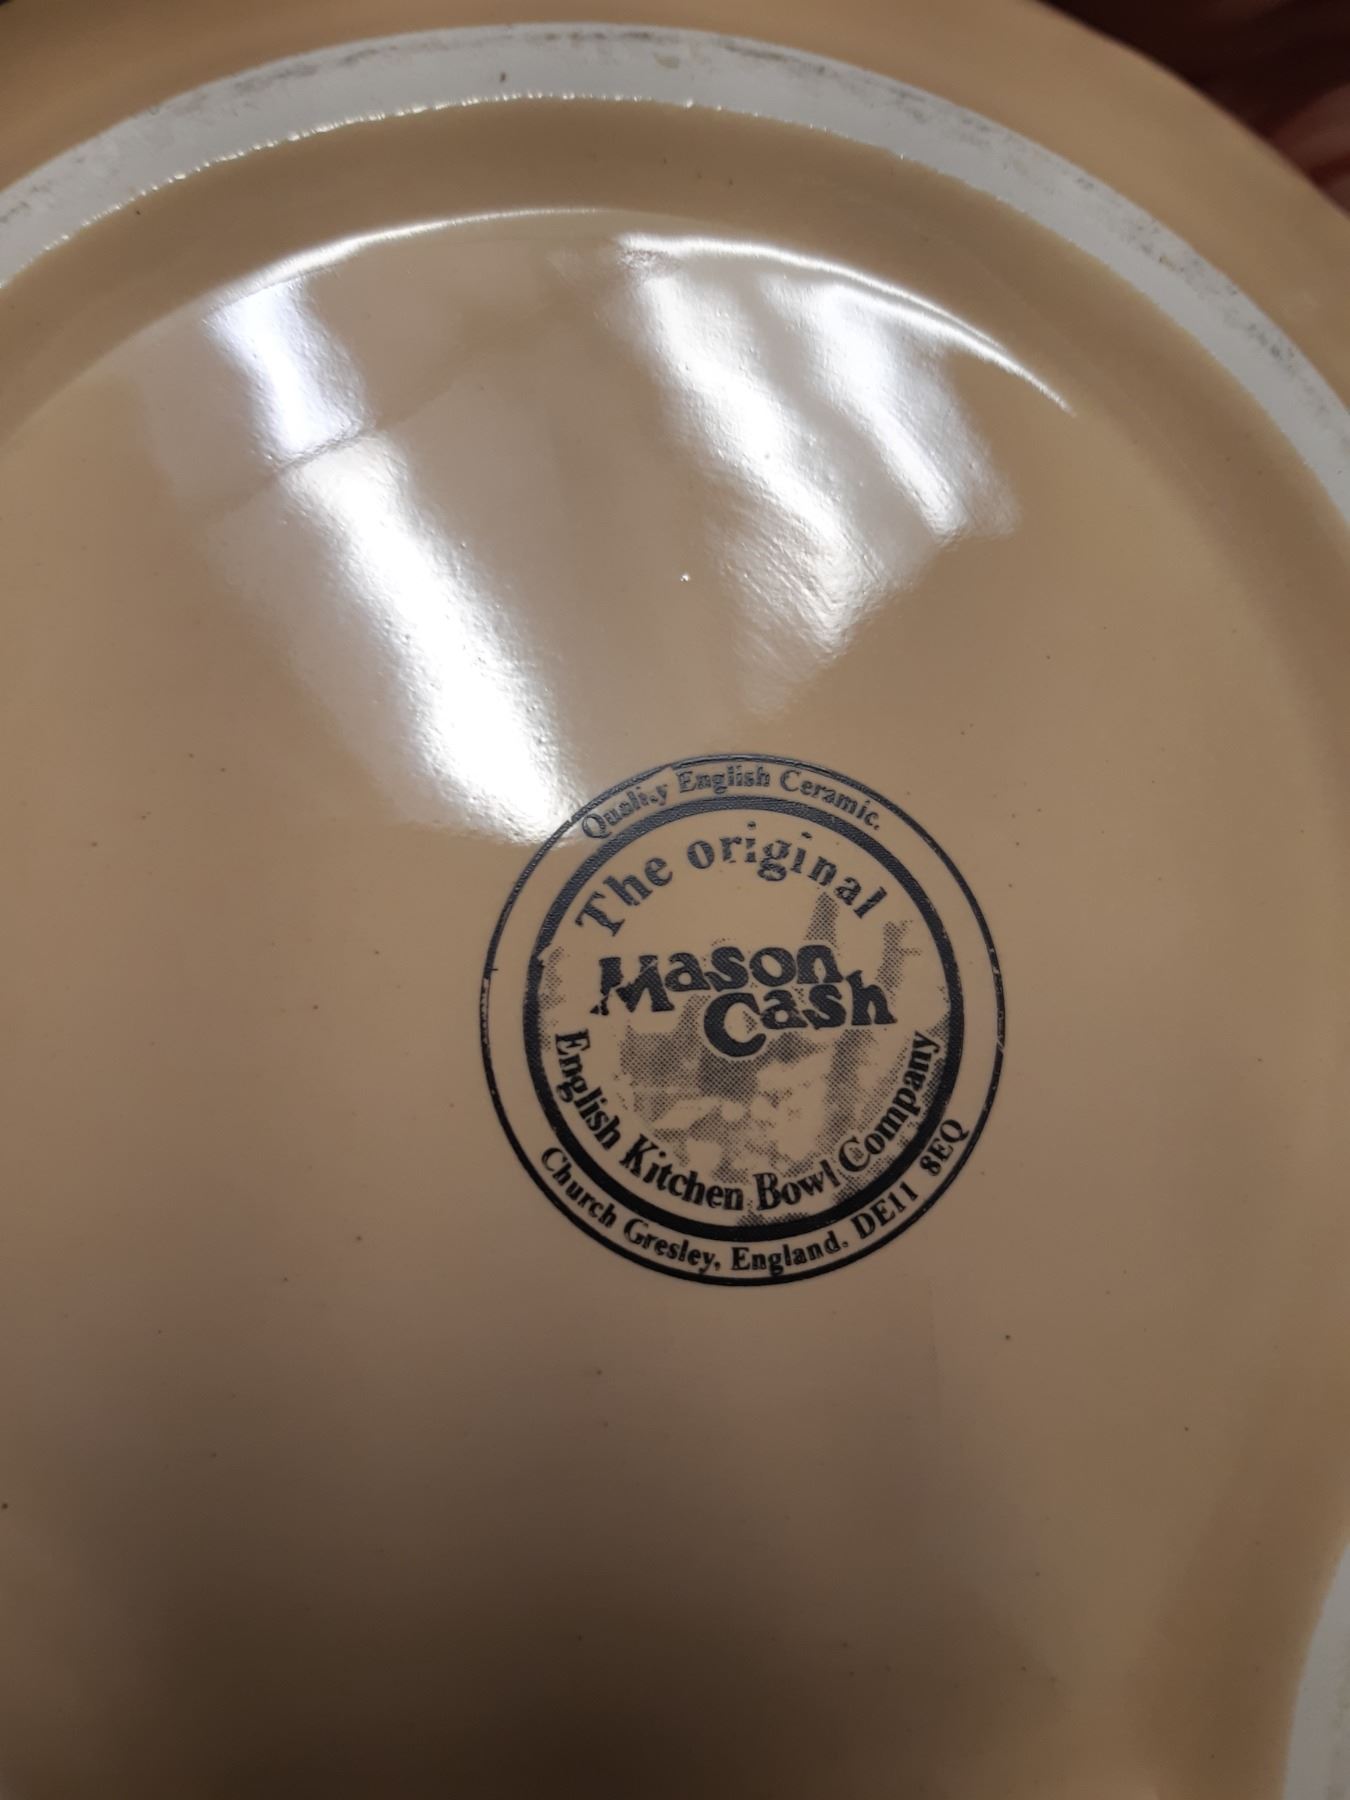 Quality English Ceramic.
The original
Mason
Cash
English Kitchen Bowl Company
Church Gresley, England. DE11 8EQ